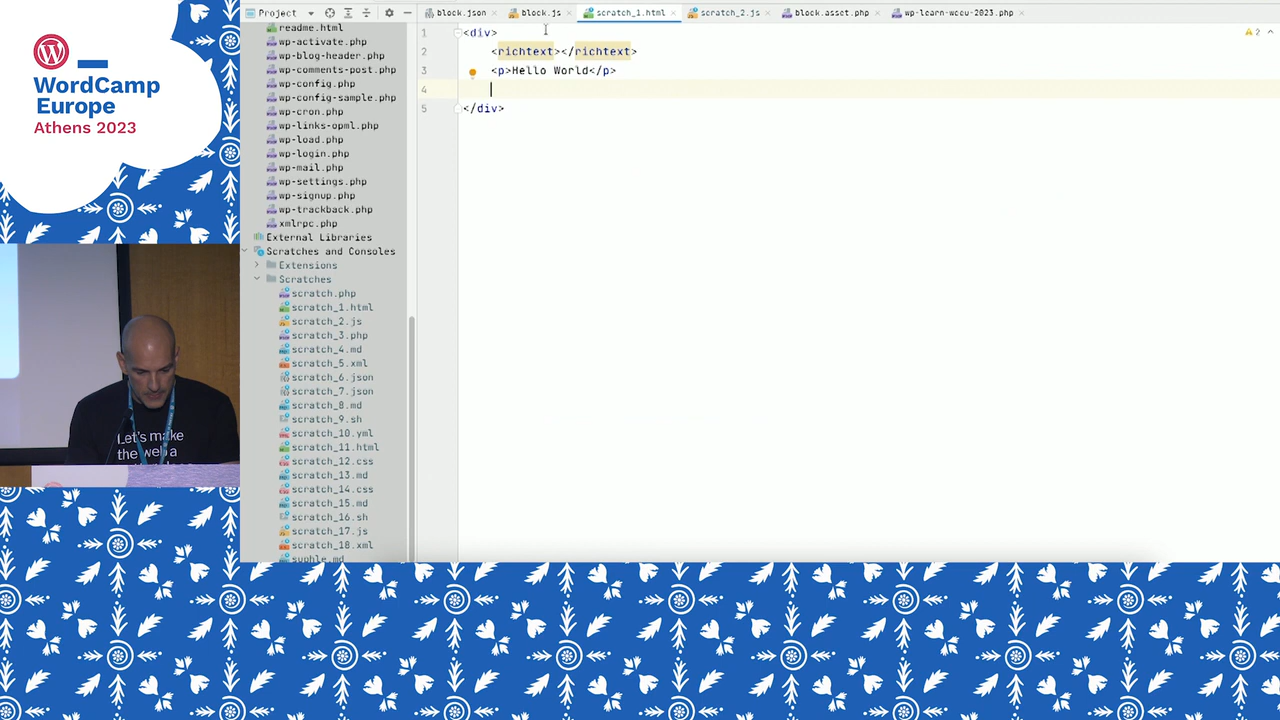 WordCamp
Europe
Athens 2023
Let's make
the web a
Project
readme.html
wp-activate.php
wp-blog-header.php
wp-comments-post.php
wp-config.php
wp-config-sample.php
wp-cron.php
wp-links-opml.php
wp-load.php
wp-login.php
wp-mail.php
wp-settings.php
wp-signup.php
wp-trackback.php
xmlrpc.php
External Libraries
Scratches and Consoles
Extensions
Scratches
scratch.php
scratch_1.html
scratch_2.js
scratch_3.php
scratch_4.md
scratch_5.xml
scratch_6.json
scratch_7.json
scratch_8.md
scratch_9.sh
scratch_10.yml
scratch_11.html
scratch_12.css
scratch_13.md
scratch_14.css
scratch_15.md
scratch_16.sh
scratch_17.js
scratch_18.xml
block.json
block.js
scratch_1.html
scratch_2.js
block.asset.php
wp-learn-wceu-2023.php
1 <div>
2 <richtext></richtext>
3 <p>Hello World</p>
4
5 </div>
2